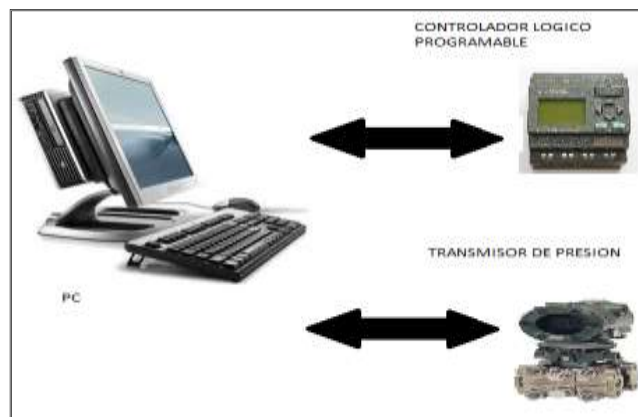 CONTROLADOR LOGICO
PROGRAMABLE
TRANSMISOR DE PRESION
PC